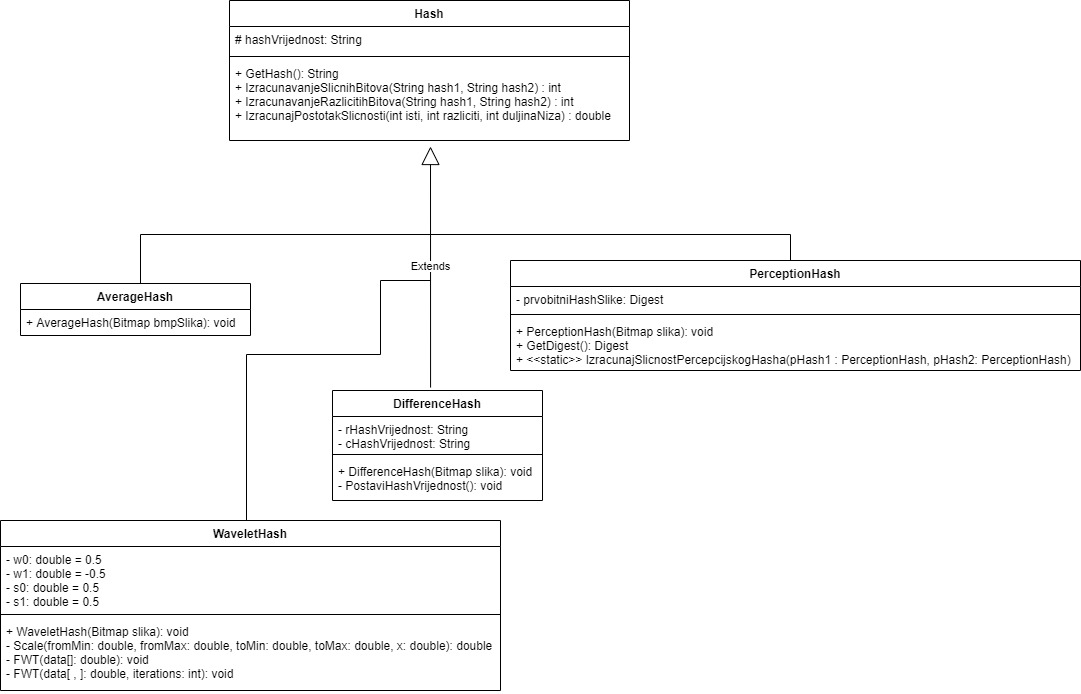 Hash
# hashVrijednost: String
+ GetHash(): String
+ IzracunavanjeSlicnihBitova(String hash1, String hash2) : int
+ IzracunavanjeRazlicitihBitova(String hash1, String hash2) : int
+ IzracunajPostotakSlicnosti(int isti, int razliciti, int duljinaNiza) : double
Extends
AverageHash
+ AverageHash(Bitmap bmpSlika): void
PerceptionHash
- prvobitniHashSlike: Digest
+ PerceptionHash(Bitmap slika): void
+ GetDigest(): Digest
+ <<static>> IzracunajSlicnostPercepcijskogHasha(pHash1 : PerceptionHash, pHash2: PerceptionHash)
DifferenceHash
- rHashVrijednost: String
- cHashVrijednost: String
+ DifferenceHash(Bitmap slika): void
- PostaviHashVrijednost(): void
WaveletHash
- w0: double = 0.5
- w1: double = -0.5
- s0: double = 0.5
- s1: double = 0.5
+ WaveletHash(Bitmap slika): void
- Scale(fromMin: double, fromMax: double, toMin: double, toMax: double, x: double): double
- FWT(data[]: double): void
- FWT(data[ , ]: double, iterations: int): void